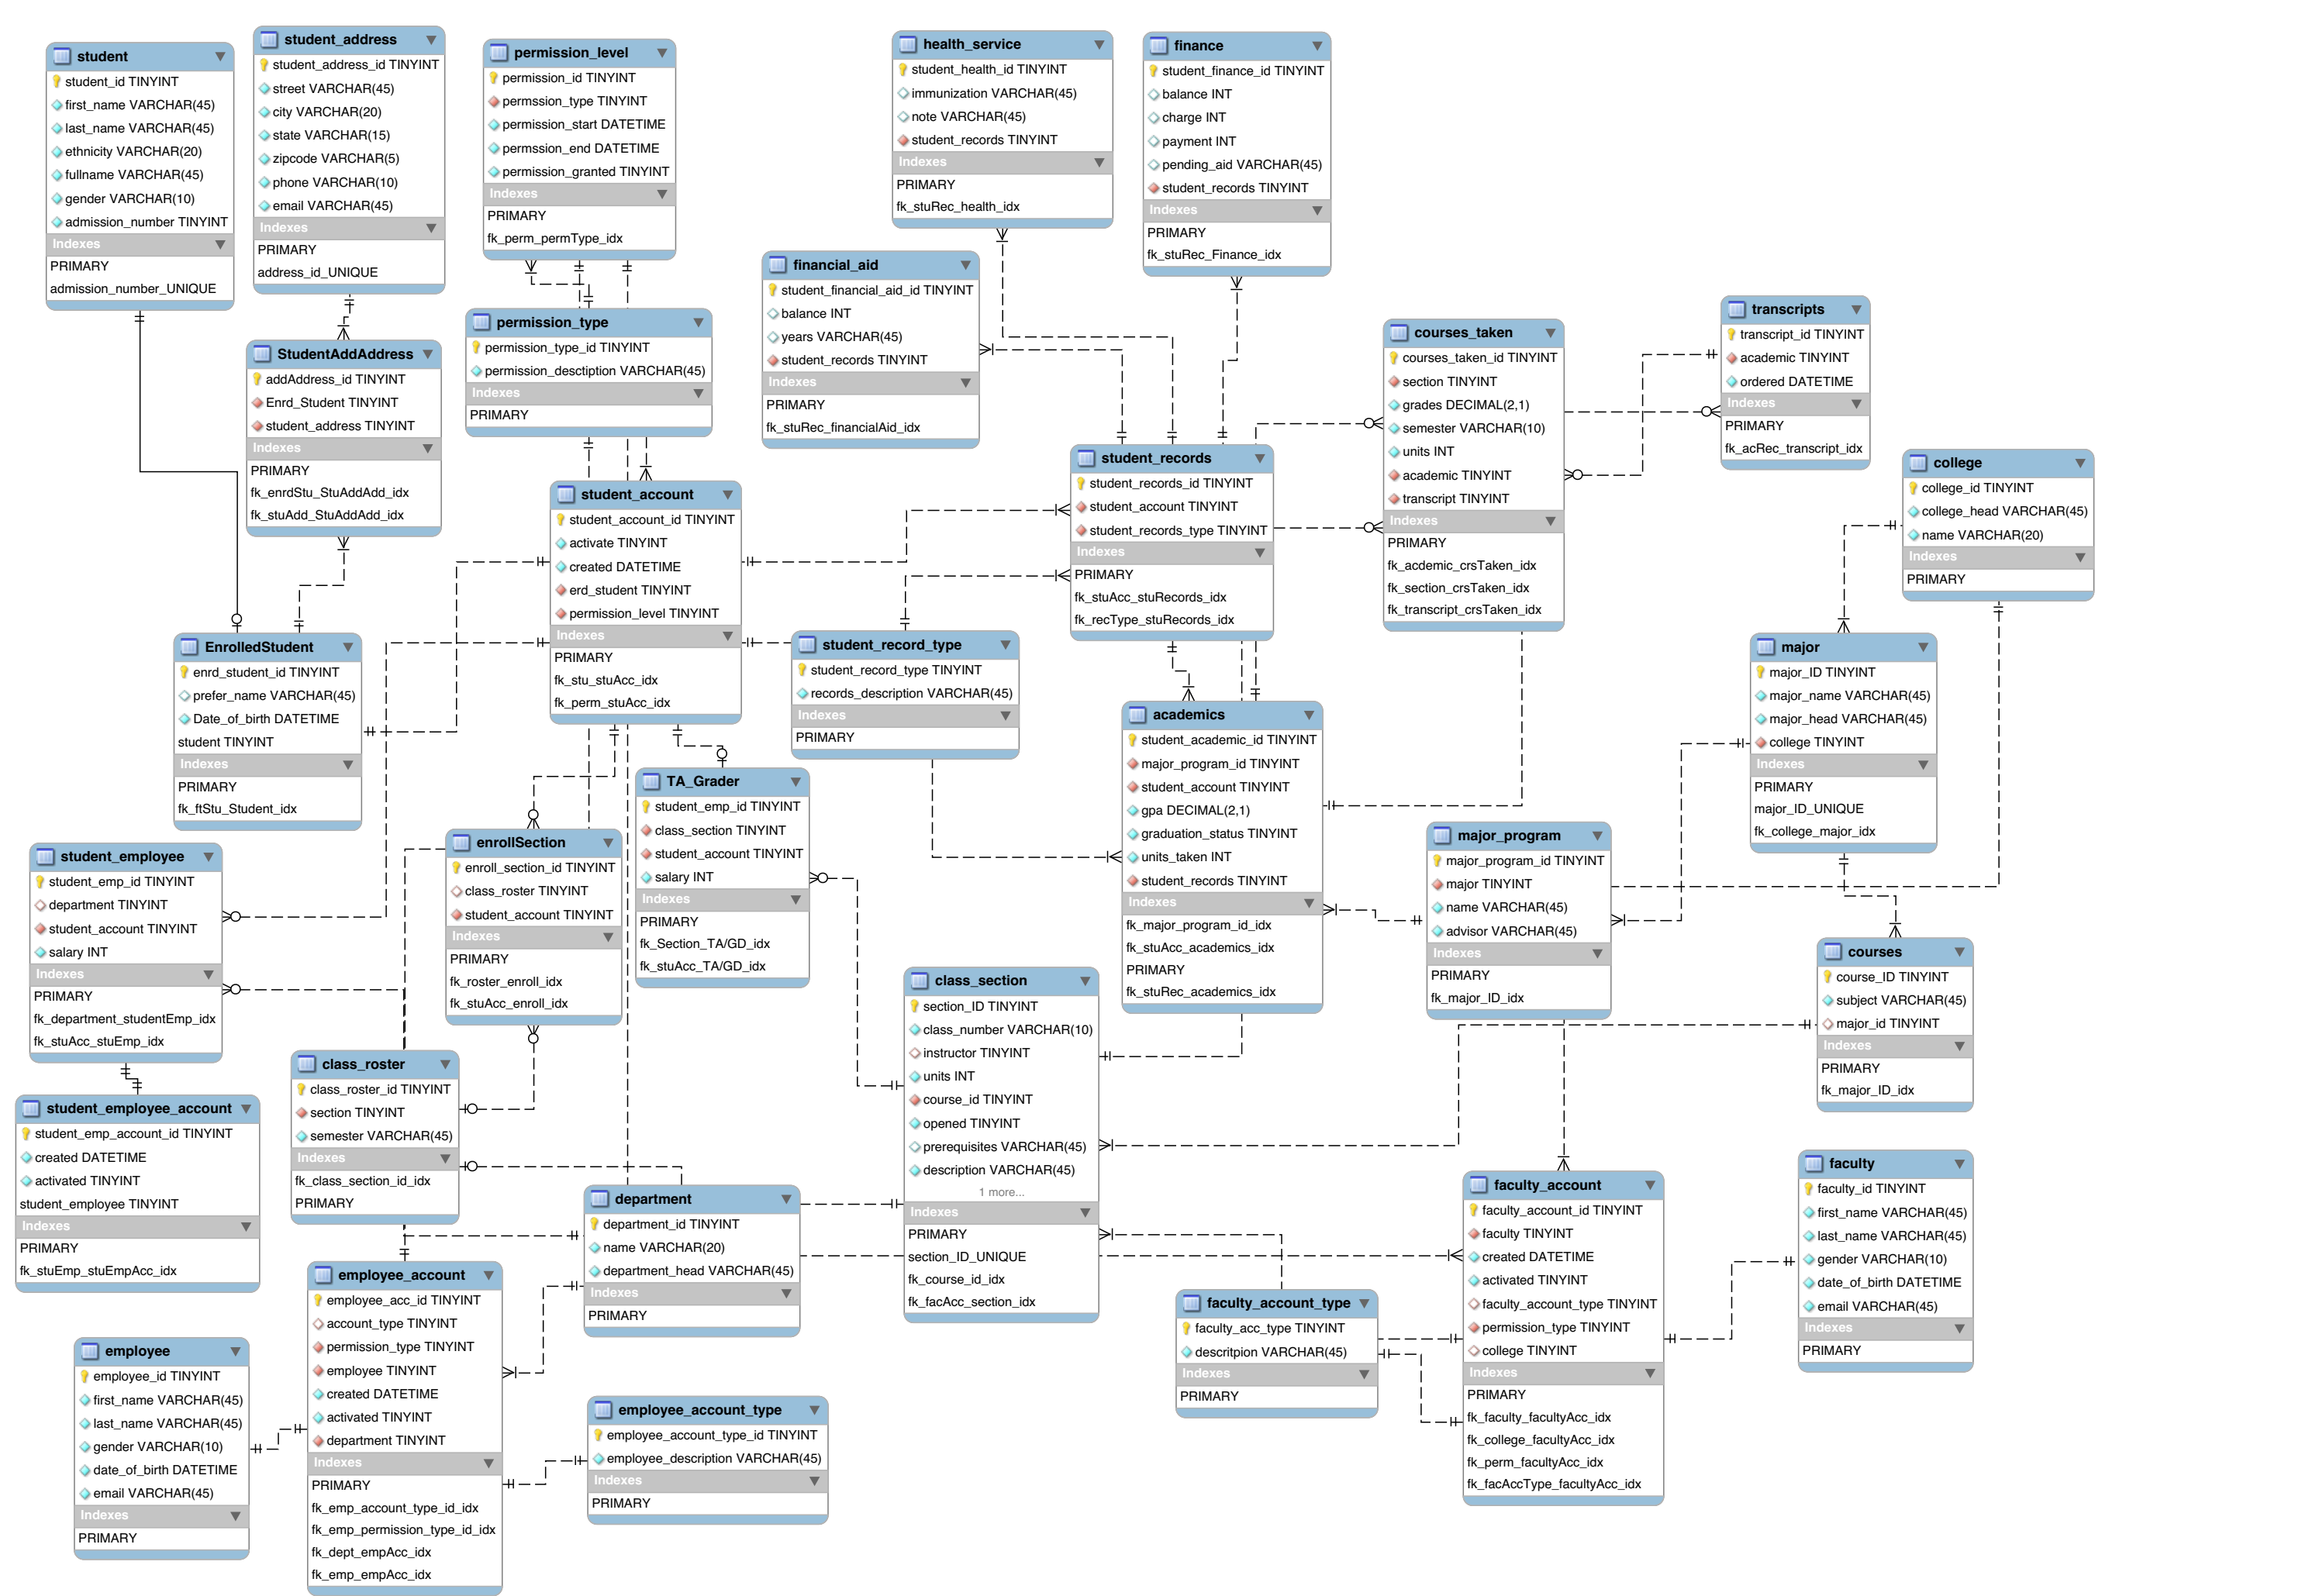 student
student_id TINYINT
first_name VARCHAR(45)
last_name VARCHAR(45)
ethnicity VARCHAR(20)
fullname VARCHAR(45)
gender VARCHAR(10)
admission_number TINYINT
Indexes
PRIMARY
admission_number_UNIQUE
student_address
student_address_id TINYINT
street VARCHAR(45)
city VARCHAR(20)
state VARCHAR(15)
zipcode VARCHAR(5)
phone VARCHAR(10)
email VARCHAR(45)
Indexes
PRIMARY
address_id_UNIQUE
permission_level
permission_id TINYINT
permssion_type TINYINT
permission_start DATETIME
permssion_end DATETIME
permission_granted TINYINT
Indexes
PRIMARY
fk_perm_permType_idx
health_service
student_health_id TINYINT
immunization VARCHAR(45)
note VARCHAR(45)
student_records TINYINT
Indexes
PRIMARY
fk_stuRec_health_idx
finance
student_finance_id TINYINT
balance INT
charge INT
payment INT
pending_aid VARCHAR(45)
student_records TINYINT
Indexes
PRIMARY
fk_stuRec_Finance_idx
financial_aid
student_financial_aid_id TINYINT
balance INT
years VARCHAR(45)
student_records TINYINT
Indexes
PRIMARY
fk_stuRec_financialAid_idx
permission_type
permission_type_id TINYINT
permission_desctiption VARCHAR(45)
Indexes
PRIMARY
StudentAddAddress
addAddress_id TINYINT
Enrd_Student TINYINT
student_address TINYINT
Indexes
PRIMARY
fk_enrdStu_StuAddAdd_idx
fk_stuAdd_StuAddAdd_idx
courses_taken
courses_taken_id TINYINT
section TINYINT
grades DECIMAL(2,1)
semester VARCHAR(10)
units INT
academic TINYINT
transcript TINYINT
Indexes
PRIMARY
fk_acdemic_crsTaken_idx
fk_section_crsTaken_idx
fk_transcript_crsTaken_idx
transcripts
transcript_id TINYINT
academic TINYINT
ordered DATETIME
Indexes
PRIMARY
fk_acRec_transcript_idx
college
college_id TINYINT
college_head VARCHAR(45)
name VARCHAR(20)
Indexes
PRIMARY
student_records
student_records_id TINYINT
student_account TINYINT
student_records_type TINYINT
Indexes
PRIMARY
fk_stuAcc_stuRecords_idx
fk_recType_stuRecords_idx
student_account
student_account_id TINYINT
activate TINYINT
created DATETIME
erd_student TINYINT
permission_level TINYINT
Indexes
PRIMARY
fk_stu_stuAcc_idx
fk_perm_stuAcc_idx
EnrolledStudent
enrd_student_id TINYINT
prefer_name VARCHAR(45)
Date_of_birth DATETIME
student TINYINT
Indexes
PRIMARY
fk_ftStu_Student_idx
student_record_type
student_record_type TINYINT
records_description VARCHAR(45)
Indexes
PRIMARY
major
major_ID TINYINT
major_name VARCHAR(45)
major_head VARCHAR(45)
college TINYINT
Indexes
PRIMARY
major_ID_UNIQUE
fk_college_major_idx
academics
student_academic_id TINYINT
major_program_id TINYINT
student_account TINYINT
gpa DECIMAL(2,1)
graduation_status TINYINT
units_taken INT
student_records TINYINT
Indexes
fk_major_program_id_idx
fk_stuAcc_academics_idx
PRIMARY
fk_stuRec_academics_idx
TA_Grader
student_emp_id TINYINT
class_section TINYINT
student_account TINYINT
salary INT
Indexes
PRIMARY
fk_Section_TA/GD_idx
fk_stuAcc_TA/GD_idx
enrollSection
enroll_section_id TINYINT
class_roster TINYINT
student_account TINYINT
Indexes
PRIMARY
fk_roster_enroll_idx
fk_stuAcc_enroll_idx
student_employee
student_emp_id TINYINT
department TINYINT
student_account TINYINT
salary INT
Indexes
PRIMARY
fk_department_studentEmp_idx
fk_stuAcc_stuEmp_idx
major_program
major_program_id TINYINT
major TINYINT
name VARCHAR(45)
advisor VARCHAR(45)
Indexes
PRIMARY
fk_major_ID_idx
courses
course_ID TINYINT
subject VARCHAR(45)
major_id TINYINT
Indexes
PRIMARY
fk_major_ID_idx
class_section
section_ID TINYINT
class_number VARCHAR(10)
instructor TINYINT
units INT
course_id TINYINT
opened TINYINT
prerequisites VARCHAR(45)
description VARCHAR(45)
1 more...
Indexes
PRIMARY
section_ID_UNIQUE
fk_course_id_idx
fk_facAcc_section_idx
class_roster
class_roster_id TINYINT
section TINYINT
semester VARCHAR(45)
Indexes
fk_class_section_id_idx
PRIMARY
student_employee_account
student_emp_account_id TINYINT
created DATETIME
activated TINYINT
student_employee TINYINT
Indexes
PRIMARY
fk_stuEmp_stuEmpAcc_idx
department
department_id TINYINT
name VARCHAR(20)
department_head VARCHAR(45)
Indexes
PRIMARY
faculty_account
faculty_account_id TINYINT
faculty TINYINT
created DATETIME
activated TINYINT
faculty_account_type TINYINT
permission_type TINYINT
college TINYINT
Indexes
PRIMARY
fk_faculty_facultyAcc_idx
fk_college_facultyAcc_idx
fk_perm_facultyAcc_idx
fk_facAccType_facultyAcc_idx
faculty
faculty_id TINYINT
first_name VARCHAR(45)
last_name VARCHAR(45)
gender VARCHAR(10)
date_of_birth DATETIME
email VARCHAR(45)
Indexes
PRIMARY
employee_account
employee_acc_id TINYINT
account_type TINYINT
permission_type TINYINT
employee TINYINT
created DATETIME
activated TINYINT
department TINYINT
Indexes
PRIMARY
fk_emp_account_type_id_idx
fk_emp_permission_type_id_idx
fk_dept_empAcc_idx
fk_emp_empAcc_idx
faculty_account_type
faculty_acc_type TINYINT
descritpion VARCHAR(45)
Indexes
PRIMARY
employee
employee_id TINYINT
first_name VARCHAR(45)
last_name VARCHAR(45)
gender VARCHAR(10)
date_of_birth DATETIME
email VARCHAR(45)
Indexes
PRIMARY
employee_account_type
employee_account_type_id TINYINT
employee_description VARCHAR(45)
Indexes
PRIMARY